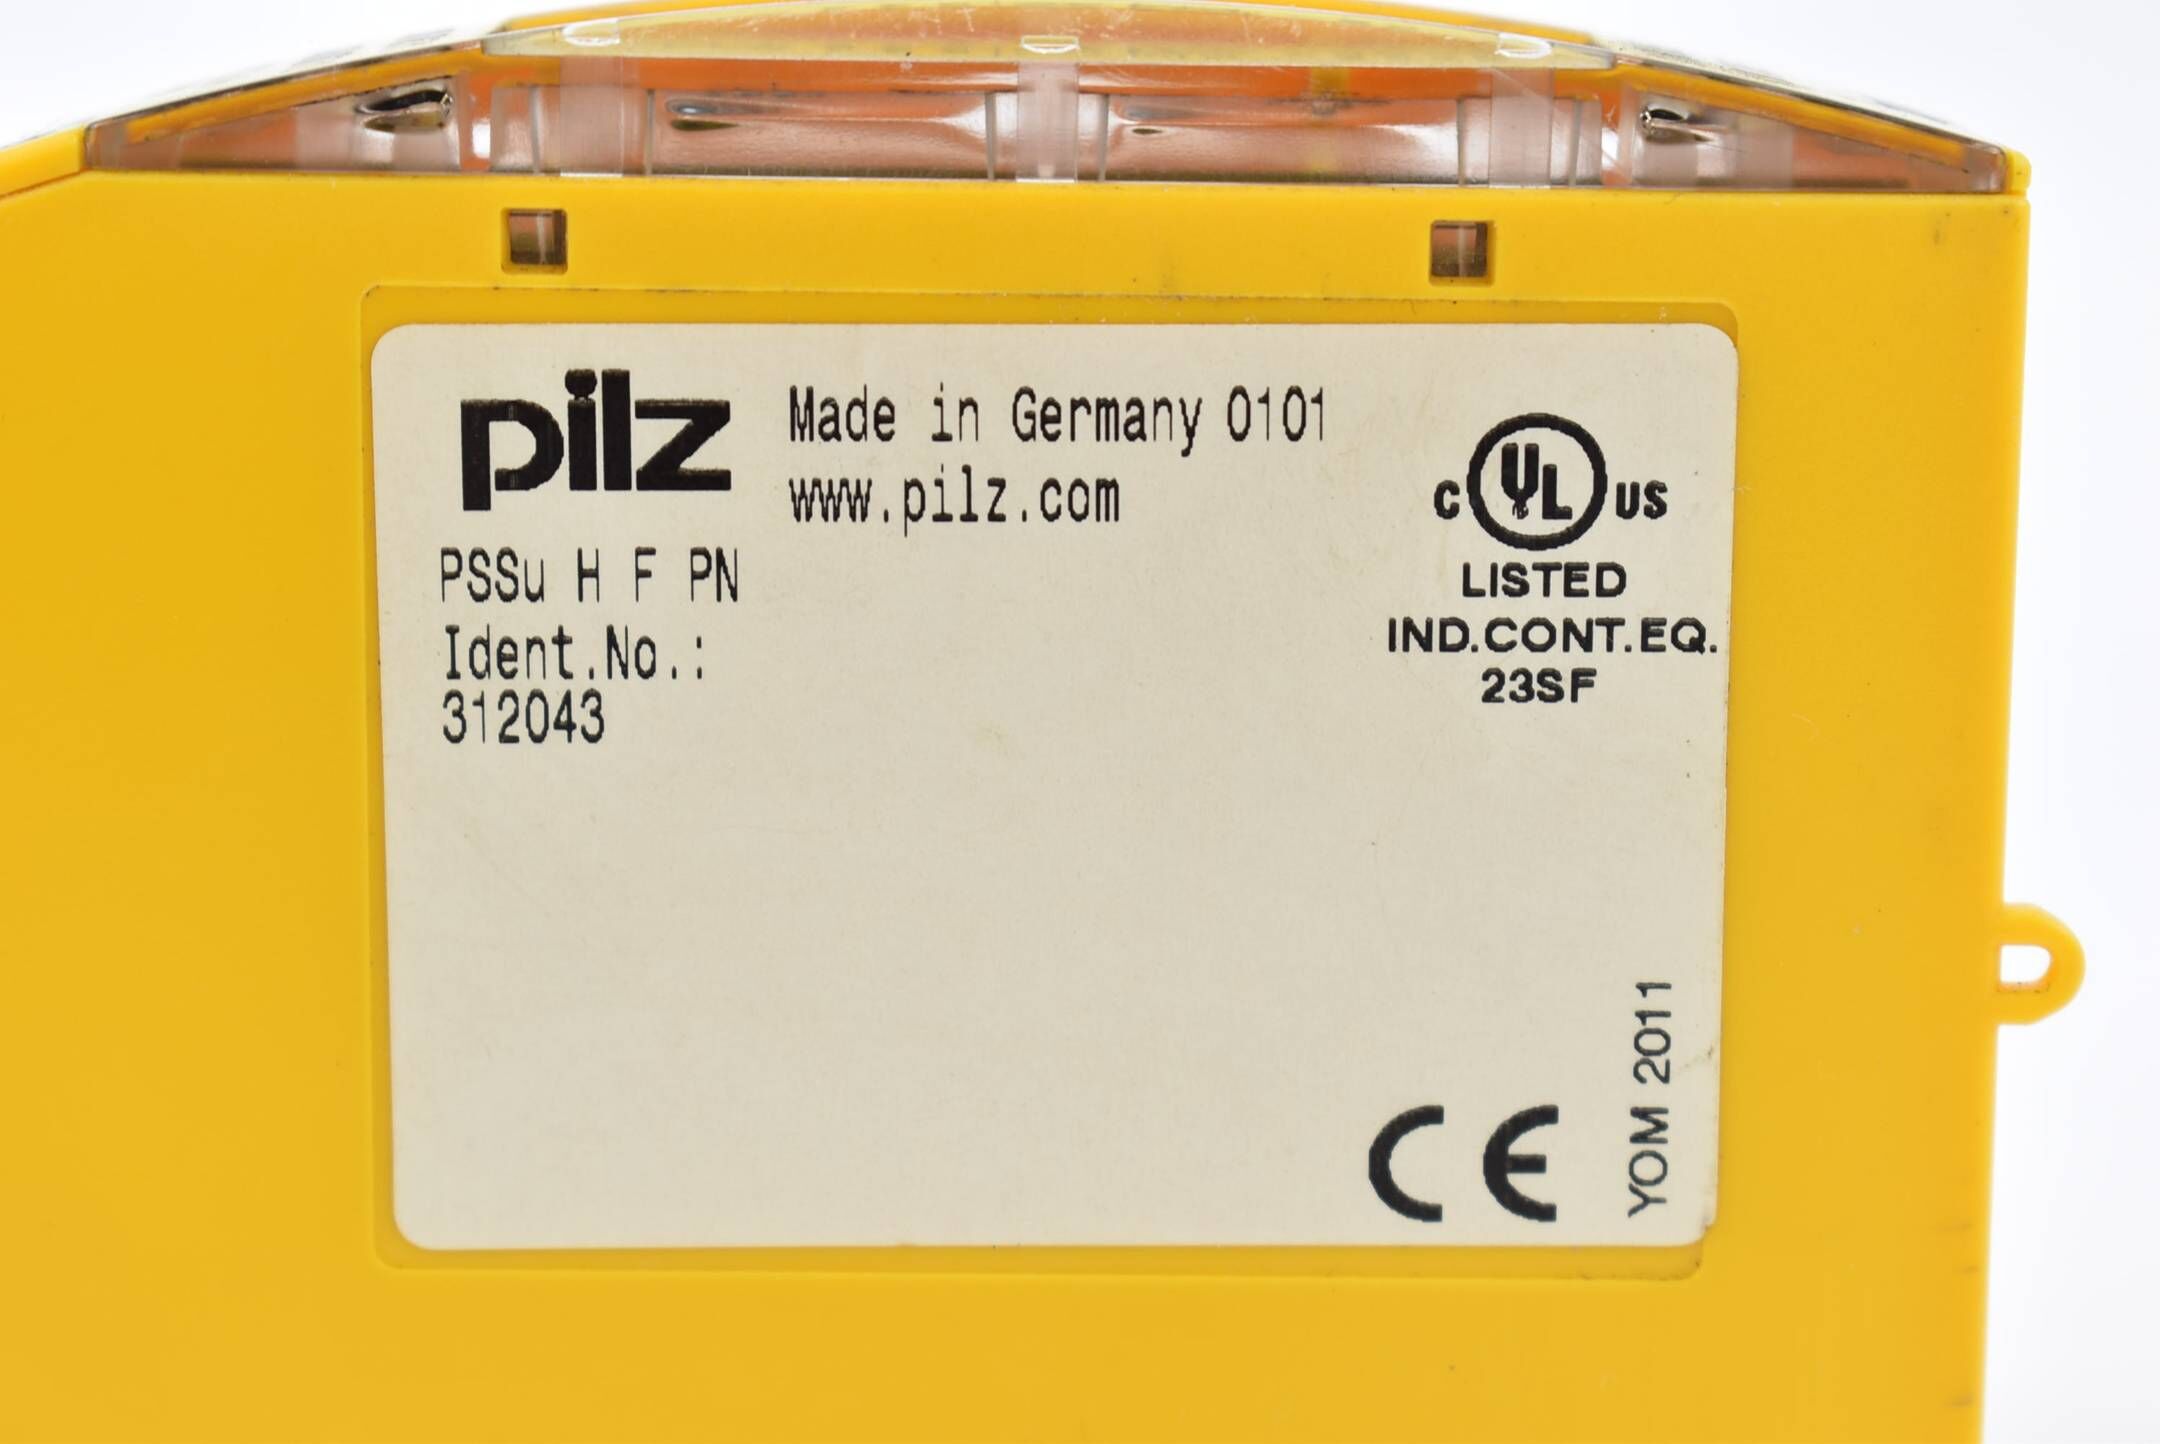 pilz
Made in Germany 0101
www.pilz.com
PSSu H F PN
Ident.No.:
312043
C UL US
LISTED
IND.CONT.EQ.
23SF
CE
YOM 2011